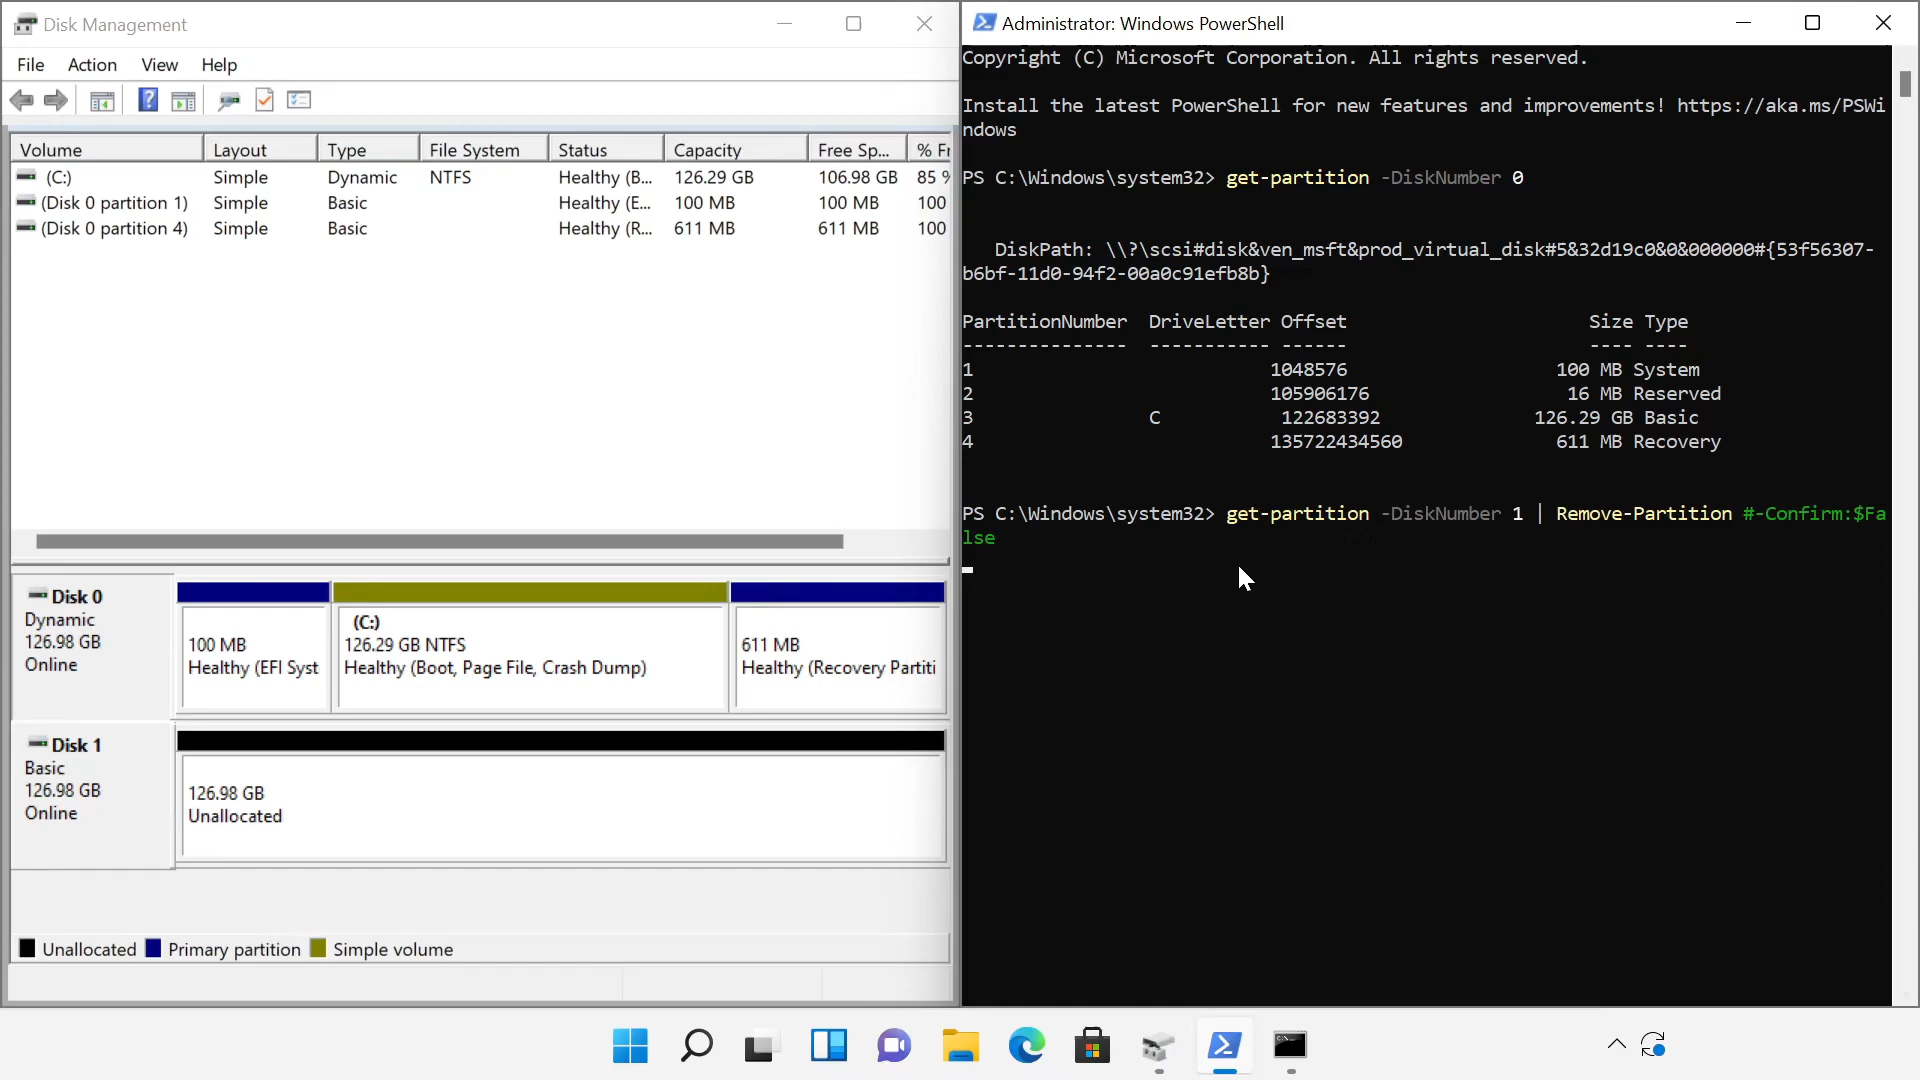 Disk Management
File Action View Help
Volume Layout Type File System Status Capacity Free Sp... % Fr
(C:) Simple Dynamic NTFS Healthy (B... 126.29 GB 106.98 GB 85 %
(Disk 0 partition 1) Simple Basic Healthy (E... 100 MB 100 MB 100
(Disk 0 partition 4) Simple Basic Healthy (R... 611 MB 611 MB 100
Disk 0
Dynamic
126.98 GB
Online
100 MB
Healthy (EFI Syst
(C:)
126.29 GB NTFS
Healthy (Boot, Page File, Crash Dump)
611 MB
Healthy (Recovery Partiti
Disk 1
Basic
126.98 GB
Online
126.98 GB
Unallocated
Unallocated Primary partition Simple volume
Administrator: Windows PowerShell
Copyright (C) Microsoft Corporation. All rights reserved.
Install the latest PowerShell for new features and improvements! https://aka.ms/PSWi
ndows
PS C:\Windows\system32> get-partition -DiskNumber 0
DiskPath: \\?\scsi#disk&ven_msft&prod_virtual_disk#5&32d19c0&0&000000#{53f56307-
b6bf-11d0-94f2-00a0c91efb8b}
PartitionNumber DriveLetter Offset Size Type
--------------- ----------- ------ ---- ----
1 1048576 100 MB System
2 105906176 16 MB Reserved
3 C 122683392 126.29 GB Basic
4 135722434560 611 MB Recovery
PS C:\Windows\system32> get-partition -DiskNumber 1 | Remove-Partition #-Confirm:$Fa
lse